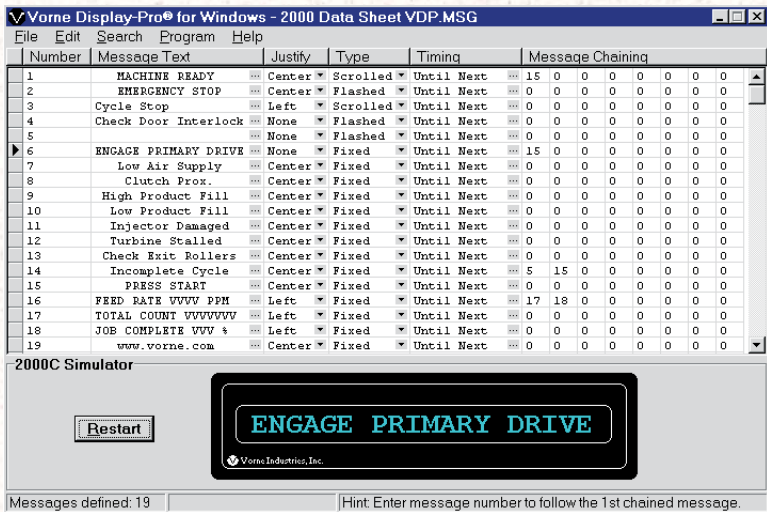 Vorne Display-Pro® for Windows - 2000 Data Sheet VDP.MSG
File Edit Search Program Help
Number Message Text Justify Type Timing Message Chaining
1 MACHINE READY ... Center Scrolled Until Next ... 15 0 0 0 0 0 0 0
2 EMERGENCY STOP ... Center Flashed Until Next ... 0 0 0 0 0 0 0 0
3 Cycle Stop ... Left Scrolled Until Next ... 0 0 0 0 0 0 0 0
4 Check Door Interlock ... None Flashed Until Next ... 0 0 0 0 0 0 0 0
5 ... None Flashed Until Next ... 0 0 0 0 0 0 0 0
6 ENGAGE PRIMARY DRIVE ... None Fixed Until Next ... 15 0 0 0 0 0 0 0
7 Low Air Supply ... Center Fixed Until Next ... 0 0 0 0 0 0 0 0
8 Clutch Prox. ... Center Fixed Until Next ... 0 0 0 0 0 0 0 0
9 High Product Fill ... Center Fixed Until Next ... 0 0 0 0 0 0 0 0
10 Low Product Fill ... Center Fixed Until Next ... 0 0 0 0 0 0 0 0
11 Injector Damaged ... Center Fixed Until Next ... 0 0 0 0 0 0 0 0
12 Turbine Stalled ... Center Fixed Until Next ... 0 0 0 0 0 0 0 0
13 Check Exit Rollers ... Center Fixed Until Next ... 0 0 0 0 0 0 0 0
14 Incomplete Cycle ... Center Fixed Until Next ... 5 15 0 0 0 0 0 0
15 PRESS START ... Center Fixed Until Next ... 0 0 0 0 0 0 0 0
16 FEED RATE VVVV PPM ... Left Fixed Until Next ... 17 18 0 0 0 0 0 0
17 TOTAL COUNT VVVVVVV ... Left Fixed Until Next ... 0 0 0 0 0 0 0 0
18 JOB COMPLETE VVV % ... Left Fixed Until Next ... 0 0 0 0 0 0 0 0
19 www.vorne.com ... Center Fixed Until Next ... 0 0 0 0 0 0 0 0
2000C Simulator
Restart
ENGAGE PRIMARY DRIVE
Vorne Industries, Inc.
Messages defined: 19 Hint: Enter message number to follow the 1st chained message.